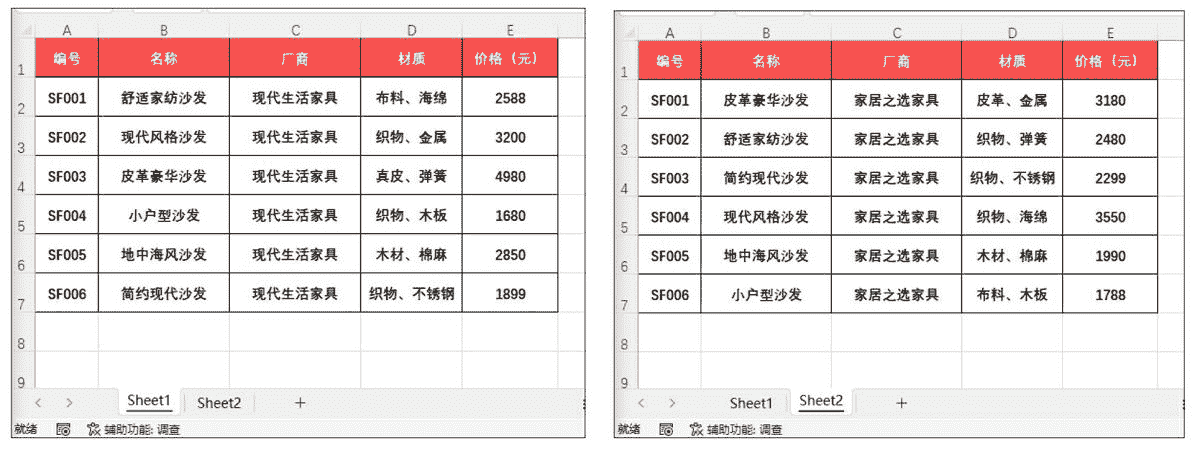 A B C D E
1 编号 名称 厂商 材质 价格（元）
2 SF001 舒适家纺沙发 现代生活家具 布料、海绵 2588
3 SF002 现代风格沙发 现代生活家具 织物、金属 3200
4 SF003 皮革豪华沙发 现代生活家具 真皮、弹簧 4980
5 SF004 小户型沙发 现代生活家具 织物、木板 1680
6 SF005 地中海风沙发 现代生活家具 木材、棉麻 2850
7 SF006 简约现代沙发 现代生活家具 织物、不锈钢 1899
8
9
Sheet1 Sheet2 +
就绪 辅助功能: 调查
A B C D E
1 编号 名称 厂商 材质 价格（元）
2 SF001 皮革豪华沙发 家居之选家具 皮革、金属 3180
3 SF002 舒适家纺沙发 家居之选家具 织物、弹簧 2480
4 SF003 简约现代沙发 家居之选家具 织物、不锈钢 2299
5 SF004 现代风格沙发 家居之选家具 织物、海绵 3550
6 SF005 地中海风沙发 家居之选家具 木材、棉麻 1990
7 SF006 小户型沙发 家居之选家具 布料、木板 1788
8
9
Sheet1 Sheet2 +
就绪 辅助功能: 调查